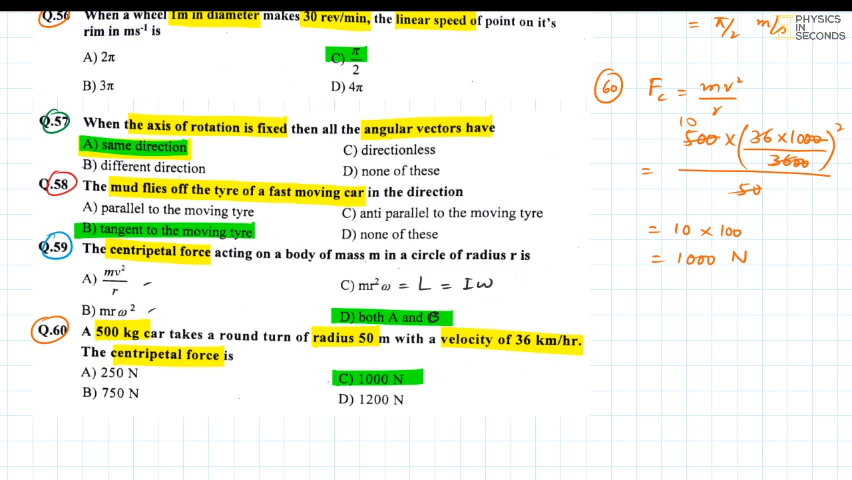 Q.56 When a wheel 1m in diameter makes 30 rev/min, the linear speed of point on it's
rim in ms⁻¹ is
A) 2π
C) π/2
B) 3π
D) 4π
Q.57 When the axis of rotation is fixed then all the angular vectors have
A) same direction
C) directionless
B) different direction
D) none of these
Q.58 The mud flies off the tyre of a fast moving car in the direction
A) parallel to the moving tyre
C) anti parallel to the moving tyre
B) tangent to the moving tyre
D) none of these
Q.59 The centripetal force acting on a body of mass m in a circle of radius r is
A) mv²/r
C) mr²ω = L = Iω
B) mrω²
D) both A and B
Q.60 A 500 kg car takes a round turn of radius 50 m with a velocity of 36 km/hr.
The centripetal force is
A) 250 N
C) 1000 N
B) 750 N
D) 1200 N
= π/2 m/s
PHYSICS
IN
SECONDS
60 F_c = mv²/r
10
= 500 × (36 × 1000/3600)² / 50
= 10 × 100
= 1000 N